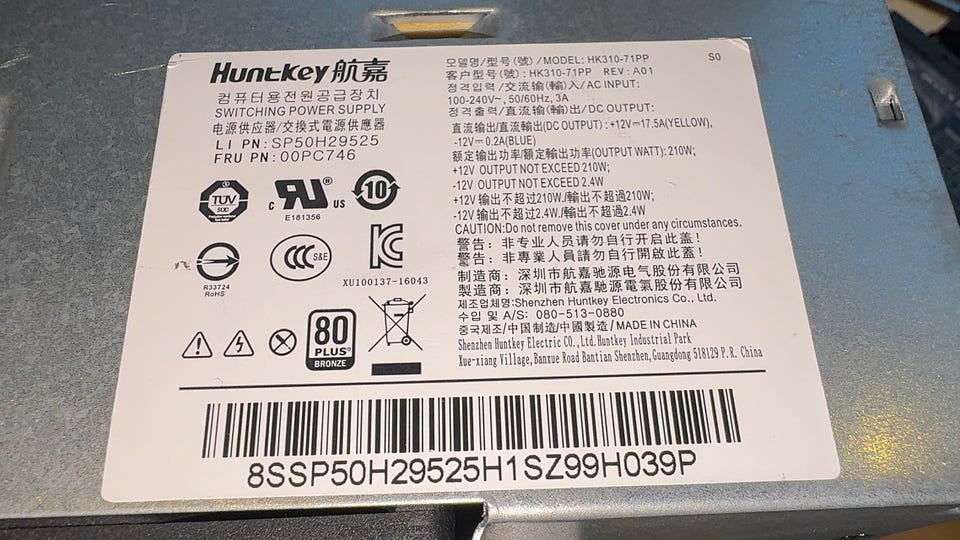 Huntkey 航嘉
컴퓨터용전원공급장치
SWITCHING POWER SUPPLY
电源供应器/交換式電源供應器
LI PN: SP50H29525
FRU PN: 00PC746
TUV
SUD
c RU ® US
E181356
10
R33724
RoHS
CCC S&E
KC
XU100137-16043
80
PLUS®
BRONZE
모델명/型号(號)/MODEL: HK310-71PP S0
客户型号(號): HK310-71PP REV: A01
정격입력/交流输(輸)入/AC INPUT:
100-240V~, 50/60Hz, 3A
정격출력/直流输(輸)出/DC OUTPUT:
直流输出/直流輸出(DC OUTPUT): +12V⎓17.5A(YELLOW),
-12V⎓0.2A(BLUE)
额定输出功率/額定輸出功率(OUTPUT WATT): 210W;
+12V OUTPUT NOT EXCEED 210W;
-12V OUTPUT NOT EXCEED 2.4W
+12V 输出不超过210W/輸出不超過210W;
-12V 输出不超过2.4W/輸出不超過2.4W
CAUTION:Do not remove this cover under any circumstances.
警告: 非专业人员请勿自行开启此盖!
警告: 非專業人員請勿自行開啟此蓋!
制造商: 深圳市航嘉驰源电气股份有限公司
製造商: 深圳市航嘉馳源電氣股份有限公司
제조업체명:Shenzhen Huntkey Electronics Co., Ltd.
수입 및 A/S: 080-513-0880
중국제조/中国制造/中國製造/MADE IN CHINA
Shenzhen Huntkey Electric CO.,Ltd. Huntkey Industrial Park
Xue-xiang Village, Banxue Road Bantian Shenzhen, Guangdong 518129 P. R. China
8SSP50H29525H1SZ99H039P